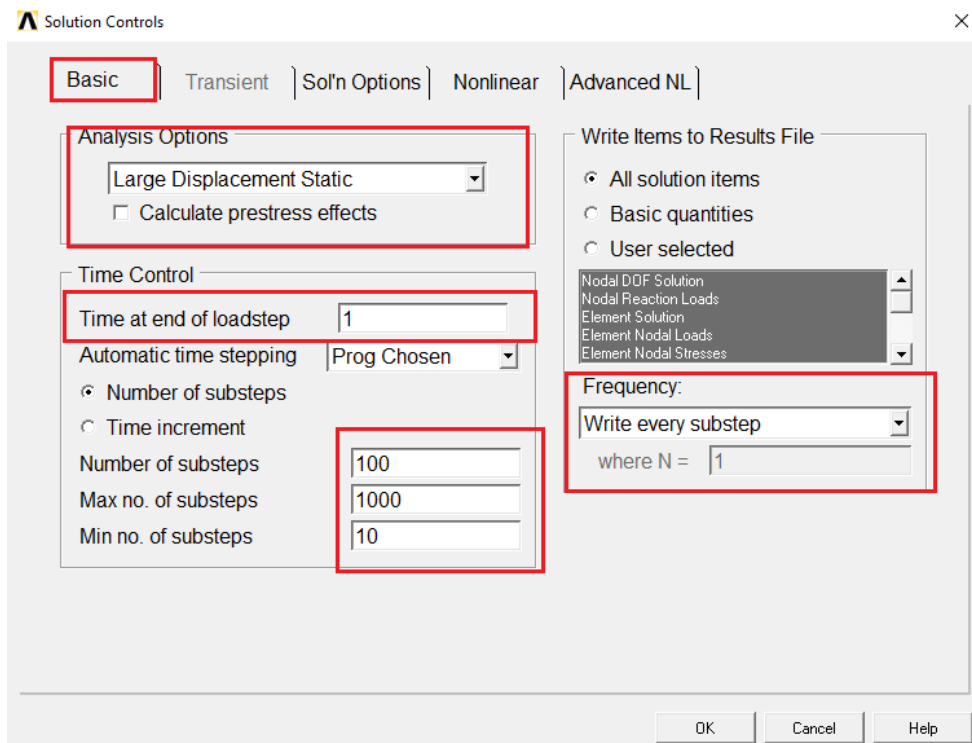 Solution Controls
Basic
Transient
Sol'n Options
Nonlinear
Advanced NL
Analysis Options
Large Displacement Static
Calculate prestress effects
Time Control
Time at end of loadstep 1
Automatic time stepping Prog Chosen
Number of substeps
Time increment
Number of substeps 100
Max no. of substeps 1000
Min no. of substeps 10
Write Items to Results File
All solution items
Basic quantities
User selected
Nodal DOF Solution
Nodal Reaction Loads
Element Solution
Element Nodal Loads
Element Nodal Stresses
Frequency:
Write every substep
where N = 1
OK
Cancel
Help